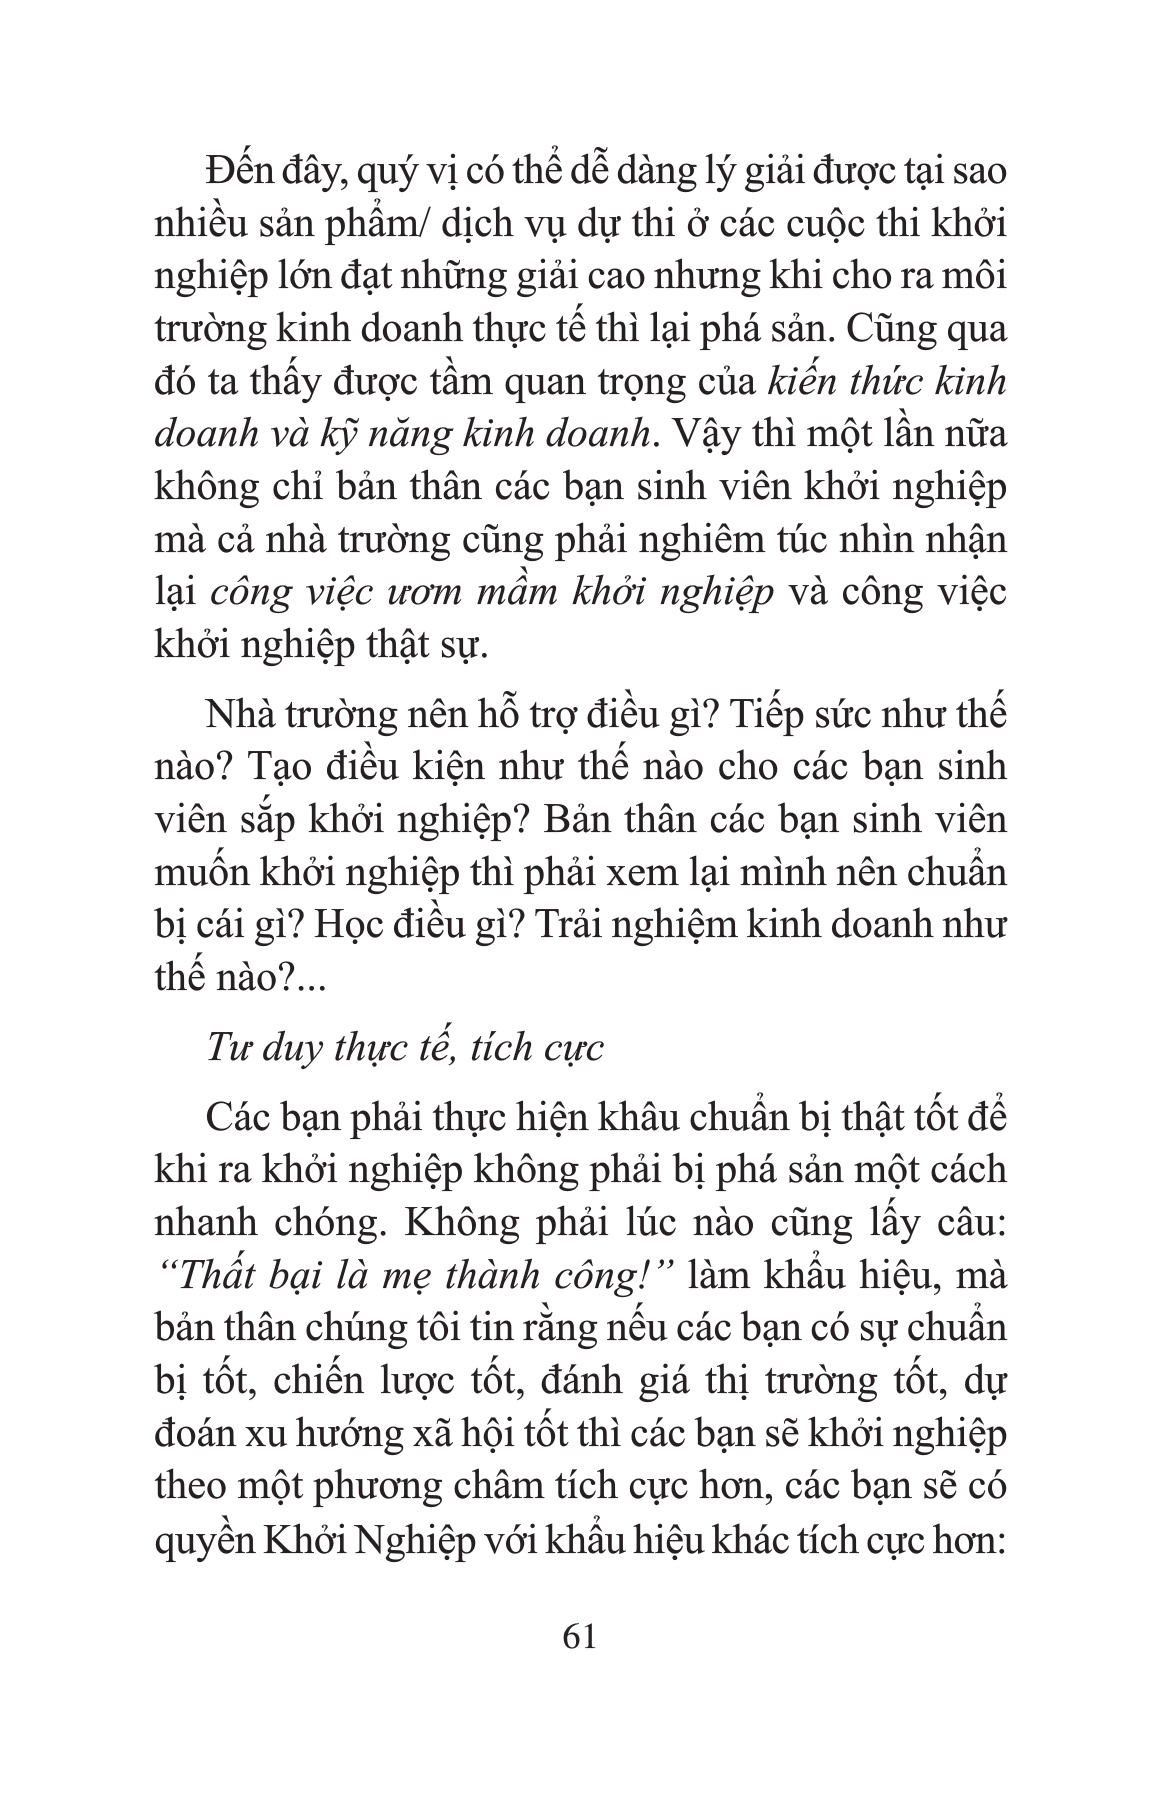 Đến đây, quý vị có thể dễ dàng lý giải được tại sao
nhiều sản phẩm/ dịch vụ dự thi ở các cuộc thi khởi
nghiệp lớn đạt những giải cao nhưng khi cho ra môi
trường kinh doanh thực tế thì lại phá sản. Cũng qua
đó ta thấy được tầm quan trọng của kiến thức kinh
doanh và kỹ năng kinh doanh. Vậy thì một lần nữa
không chỉ bản thân các bạn sinh viên khởi nghiệp
mà cả nhà trường cũng phải nghiêm túc nhìn nhận
lại công việc ươm mầm khởi nghiệp và công việc
khởi nghiệp thật sự.
Nhà trường nên hỗ trợ điều gì? Tiếp sức như thế
nào? Tạo điều kiện như thế nào cho các bạn sinh
viên sắp khởi nghiệp? Bản thân các bạn sinh viên
muốn khởi nghiệp thì phải xem lại mình nên chuẩn
bị cái gì? Học điều gì? Trải nghiệm kinh doanh như
thế nào?...
Tư duy thực tế, tích cực
Các bạn phải thực hiện khâu chuẩn bị thật tốt để
khi ra khởi nghiệp không phải bị phá sản một cách
nhanh chóng. Không phải lúc nào cũng lấy câu:
“Thất bại là mẹ thành công!” làm khẩu hiệu, mà
bản thân chúng tôi tin rằng nếu các bạn có sự chuẩn
bị tốt, chiến lược tốt, đánh giá thị trường tốt, dự
đoán xu hướng xã hội tốt thì các bạn sẽ khởi nghiệp
theo một phương châm tích cực hơn, các bạn sẽ có
quyền Khởi Nghiệp với khẩu hiệu khác tích cực hơn:
61